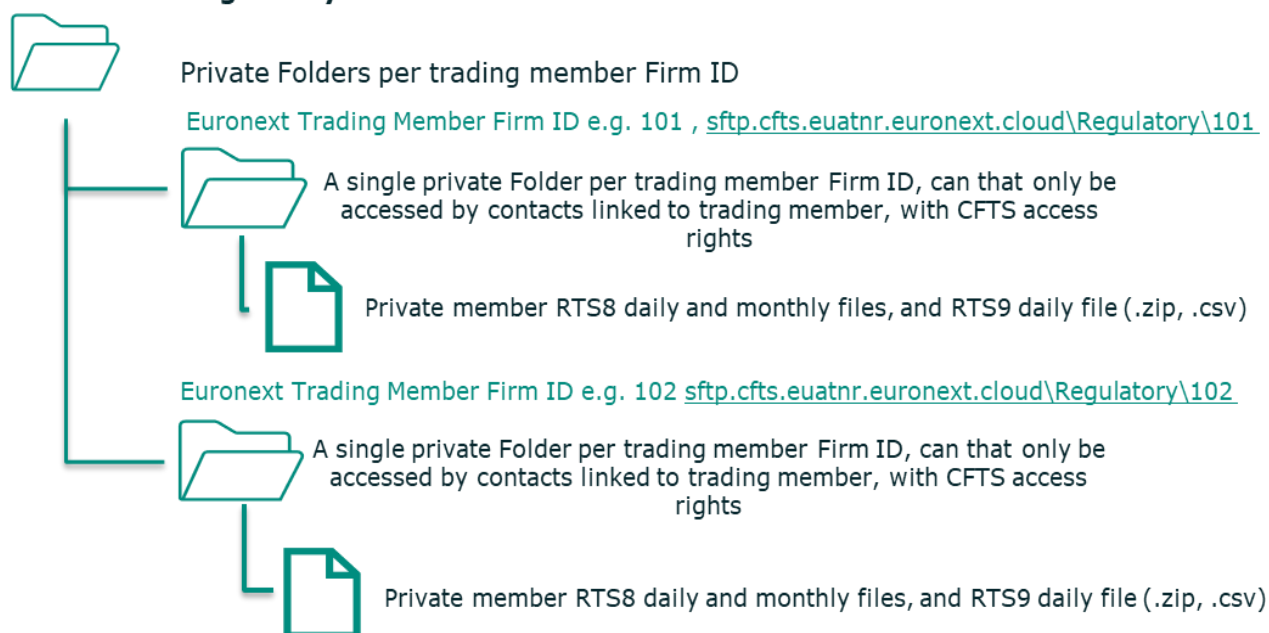 Private Folders per trading member Firm ID
Euronext Trading Member Firm ID e.g. 101 , sftp.cfts.euatnr.euronext.cloud\Regulatory\101
A single private Folder per trading member Firm ID, can that only be
accessed by contacts linked to trading member, with CFTS access
rights
Private member RTS8 daily and monthly files, and RTS9 daily file (.zip, .csv)
Euronext Trading Member Firm ID e.g. 102 sftp.cfts.euatnr.euronext.cloud\Regulatory\102
A single private Folder per trading member Firm ID, can that only be
accessed by contacts linked to trading member, with CFTS access
rights
Private member RTS8 daily and monthly files, and RTS9 daily file (.zip, .csv)